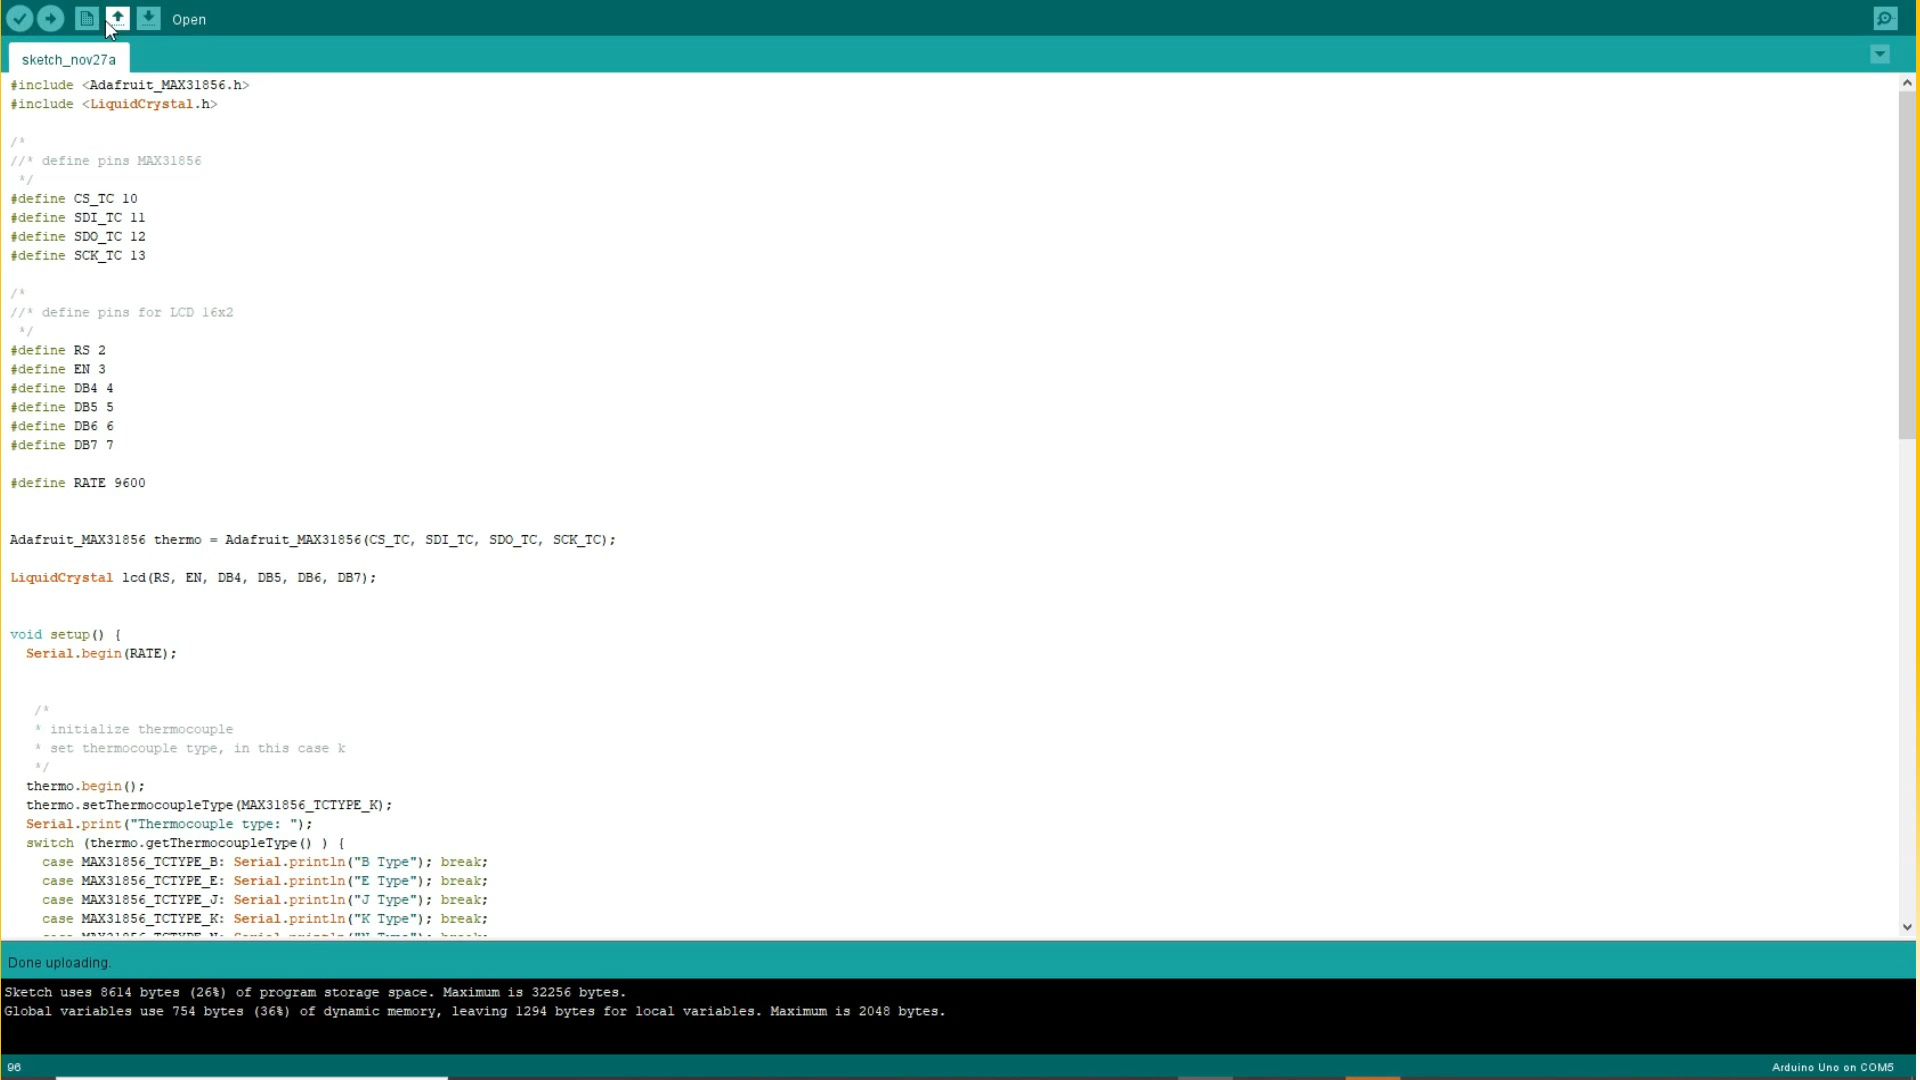 Open
sketch_nov27a
#include <Adafruit_MAX31856.h>
#include <LiquidCrystal.h>
/*
//* define pins MAX31856
*/
#define CS_TC 10
#define SDI_TC 11
#define SDO_TC 12
#define SCK_TC 13
/*
//* define pins for LCD 16x2
*/
#define RS 2
#define EN 3
#define DB4 4
#define DB5 5
#define DB6 6
#define DB7 7
#define RATE 9600
Adafruit_MAX31856 thermo = Adafruit_MAX31856(CS_TC, SDI_TC, SDO_TC, SCK_TC);
LiquidCrystal lcd(RS, EN, DB4, DB5, DB6, DB7);
void setup() {
Serial.begin(RATE);
/*
* initialize thermocouple
* set thermocouple type, in this case k
*/
thermo.begin();
thermo.setThermocoupleType(MAX31856_TCTYPE_K);
Serial.print("Thermocouple type: ");
switch (thermo.getThermocoupleType() ) {
case MAX31856_TCTYPE_B: Serial.println("B Type"); break;
case MAX31856_TCTYPE_E: Serial.println("E Type"); break;
case MAX31856_TCTYPE_J: Serial.println("J Type"); break;
case MAX31856_TCTYPE_K: Serial.println("K Type"); break;
Done uploading.
Sketch uses 8614 bytes (26%) of program storage space. Maximum is 32256 bytes.
Global variables use 754 bytes (36%) of dynamic memory, leaving 1294 bytes for local variables. Maximum is 2048 bytes.
96
Arduino Uno on COM5